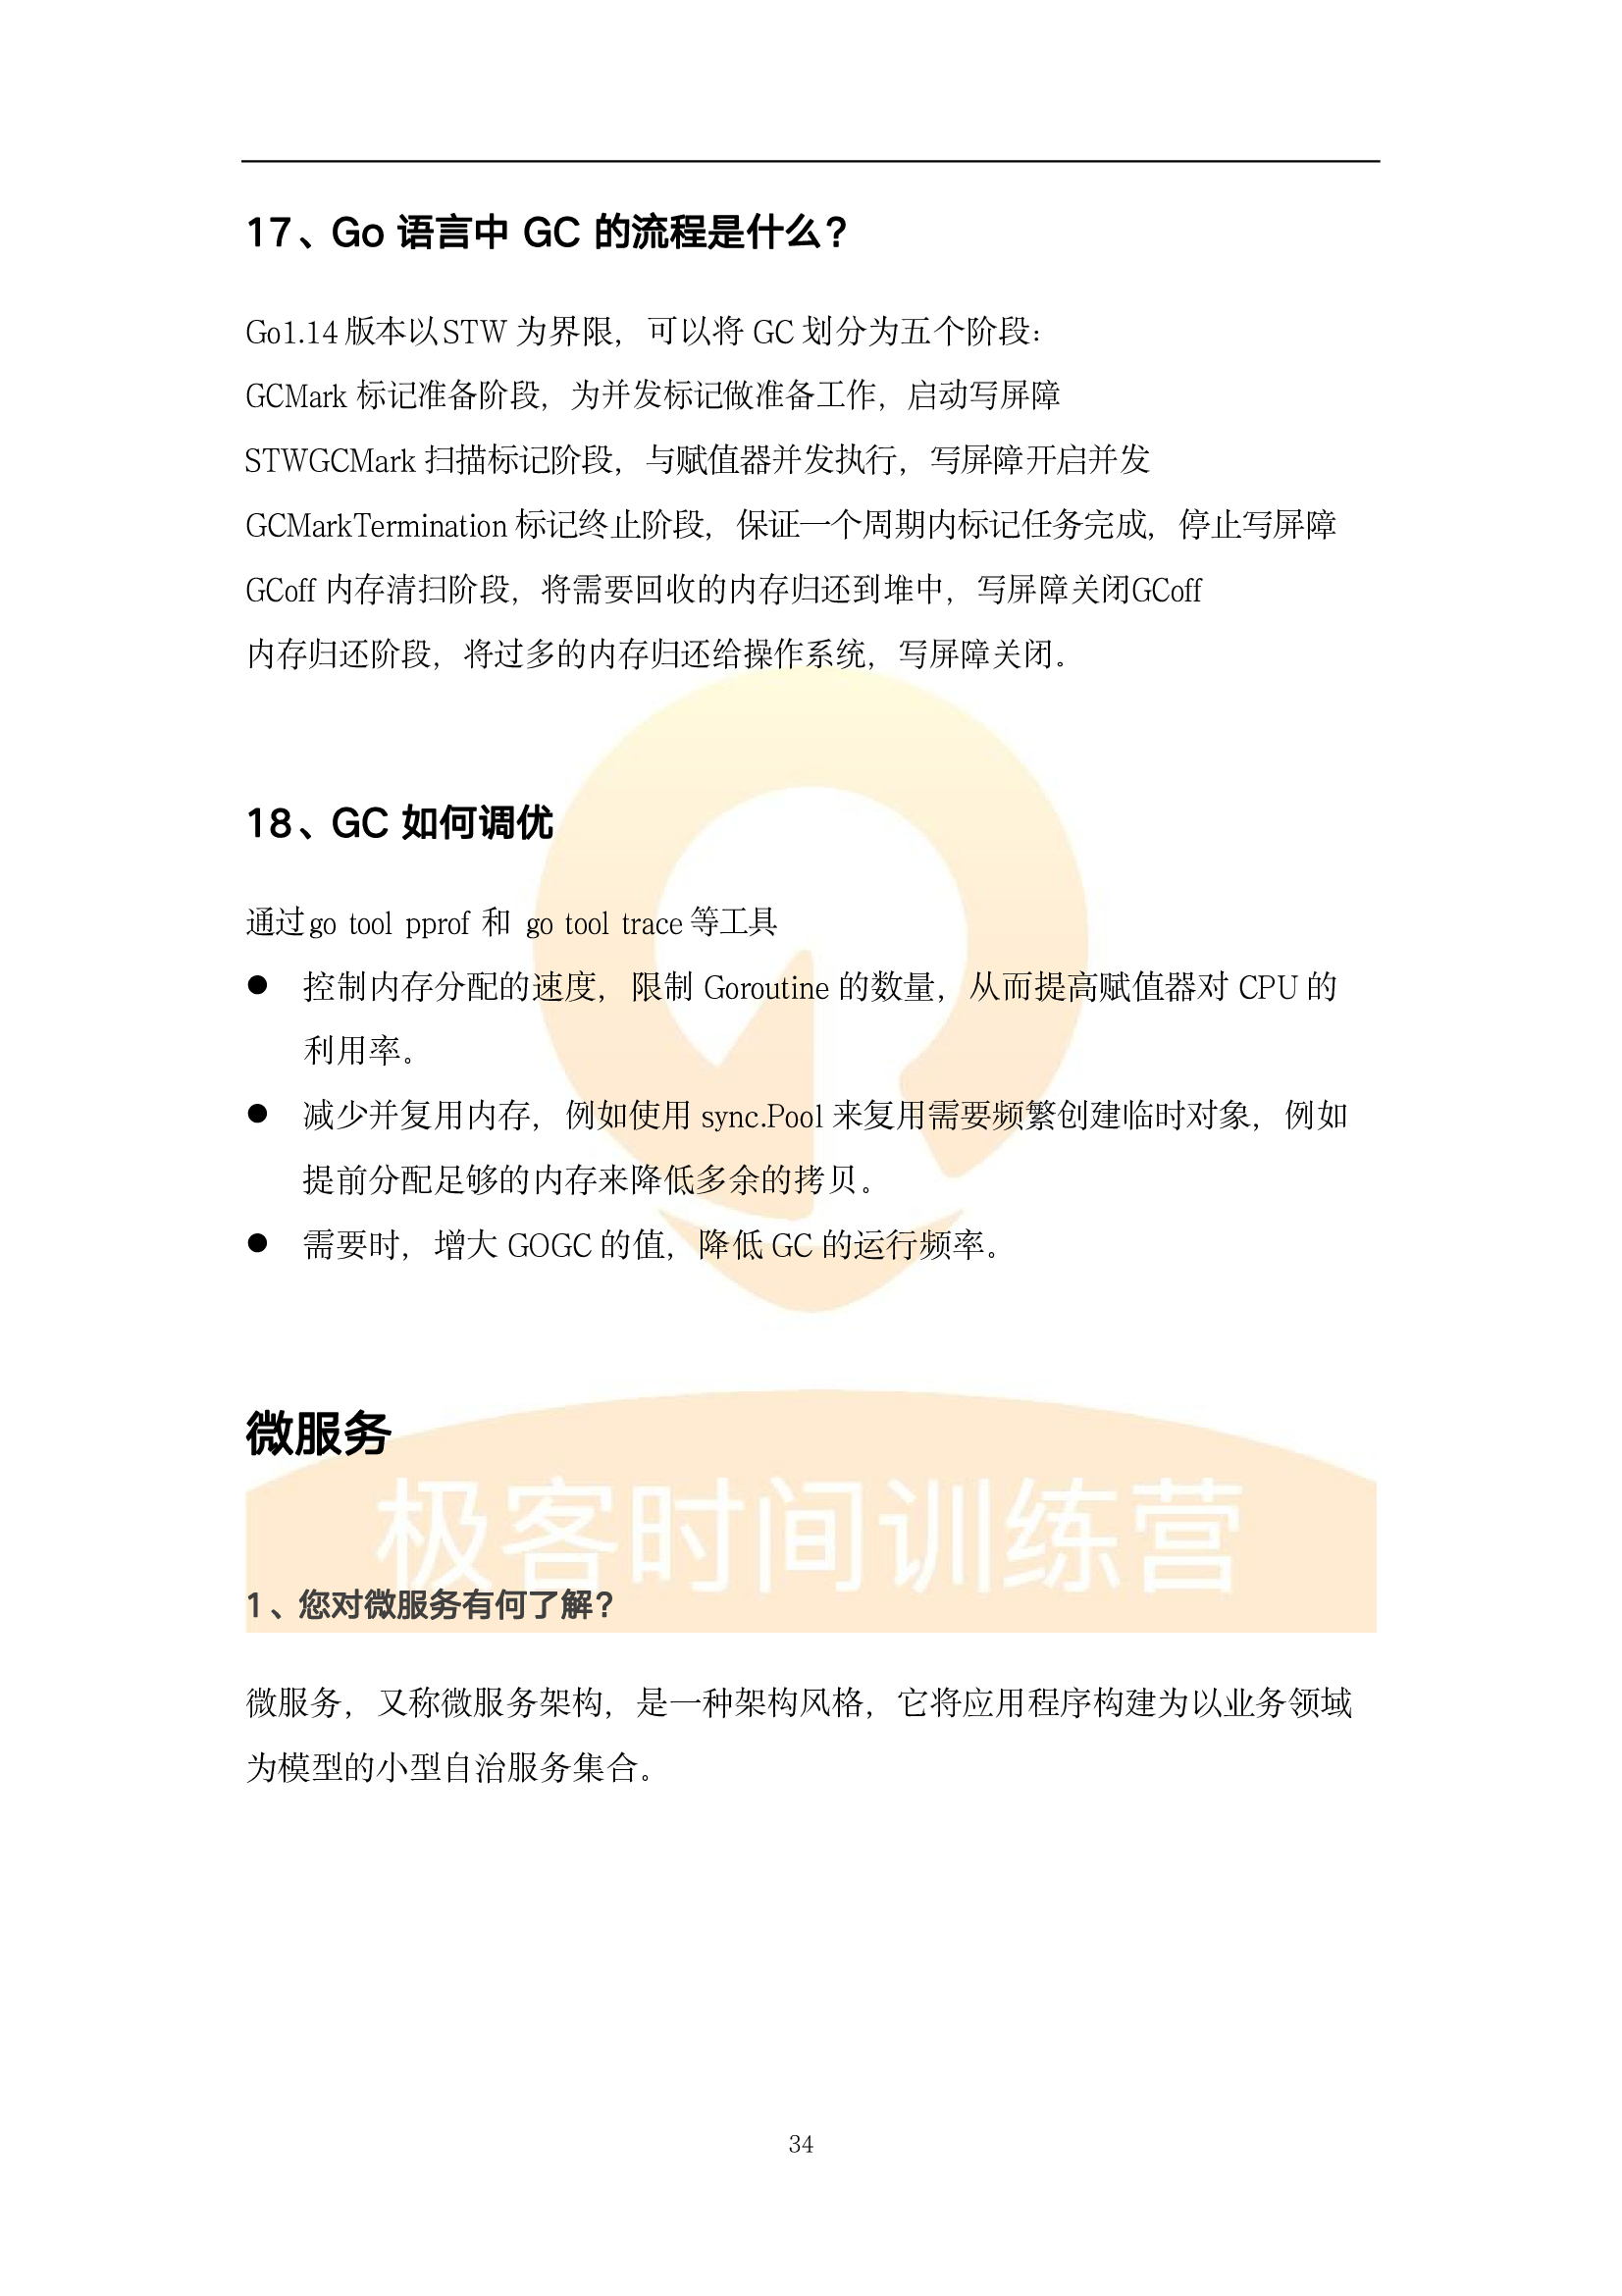 17、Go 语言中 GC 的流程是什么？
Go1.14 版本以 STW 为界限，可以将 GC 划分为五个阶段：
GCMark 标记准备阶段，为并发标记做准备工作，启动写屏障
STWGCMark 扫描标记阶段，与赋值器并发执行，写屏障开启并发
GCMarkTermination 标记终止阶段，保证一个周期内标记任务完成，停止写屏障
GCoff 内存清扫阶段，将需要回收的内存归还到堆中，写屏障关闭GCoff
内存归还阶段，将过多的内存归还给操作系统，写屏障关闭。
18、GC 如何调优
通过 go tool pprof 和 go tool trace 等工具
● 控制内存分配的速度，限制 Goroutine 的数量，从而提高赋值器对 CPU 的
利用率。
● 减少并复用内存，例如使用 sync.Pool 来复用需要频繁创建临时对象，例如
提前分配足够的内存来降低多余的拷贝。
● 需要时，增大 GOGC 的值，降低 GC 的运行频率。
微服务
极客时间训练营
1、您对微服务有何了解？
微服务，又称微服务架构，是一种架构风格，它将应用程序构建为以业务领域
为模型的小型自治服务集合。
34